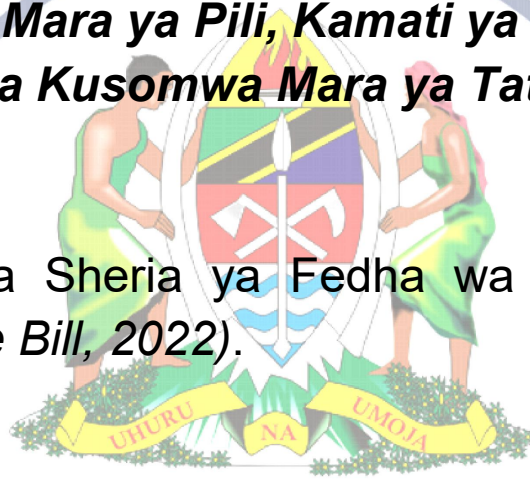 Mara ya Pili, Kamati ya
a Kusomwa Mara ya Tat
a Sheria ya Fedha wa
Bill, 2022).
UHURU NA UMOJA